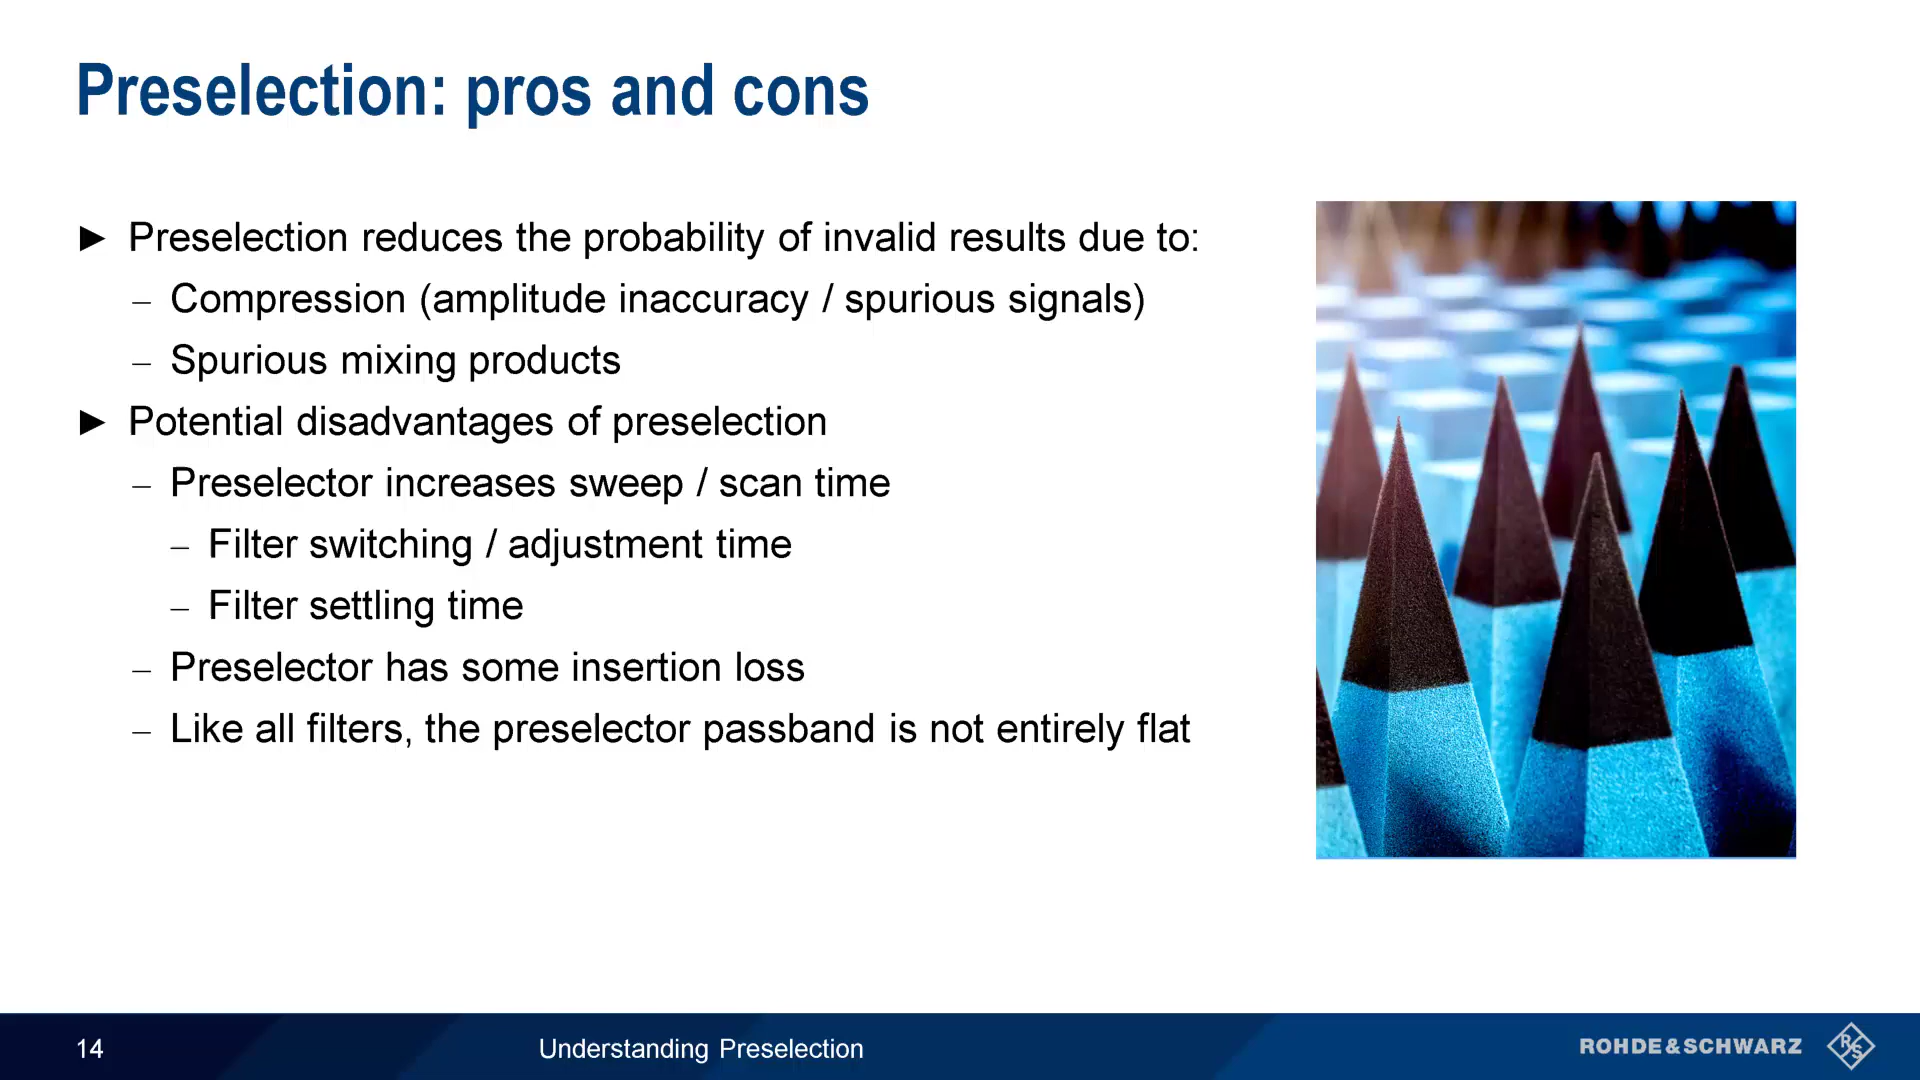 Preselection: pros and cons
► Preselection reduces the probability of invalid results due to:
– Compression (amplitude inaccuracy / spurious signals)
– Spurious mixing products
► Potential disadvantages of preselection
– Preselector increases sweep / scan time
– Filter switching / adjustment time
– Filter settling time
– Preselector has some insertion loss
– Like all filters, the preselector passband is not entirely flat
14
Understanding Preselection
ROHDE&SCHWARZ
R&S